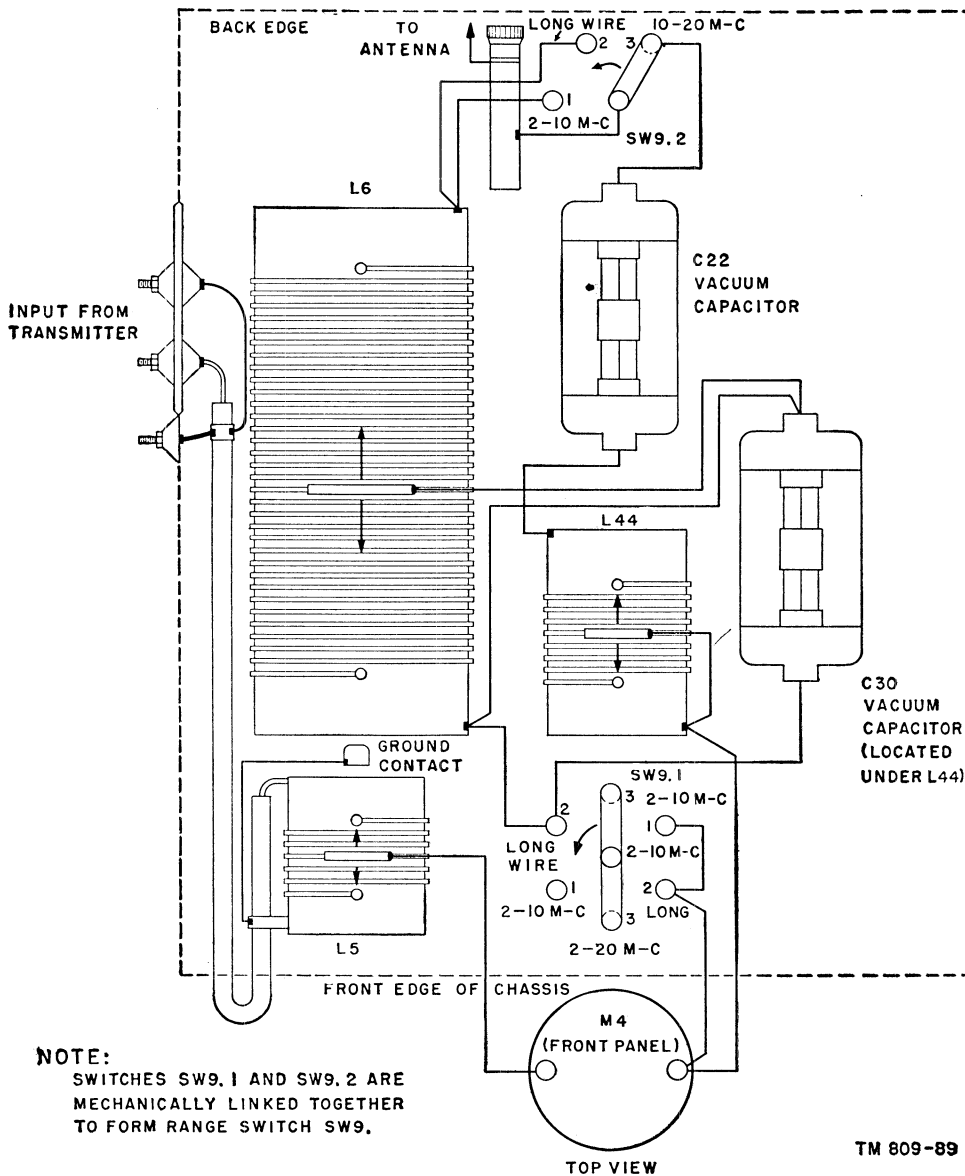 BACK EDGE
TO
ANTENNA
LONG WIRE
10-20 M-C
2
3
1
2-10 M-C
SW9.2
L6
C22
VACUUM
CAPACITOR
INPUT FROM
TRANSMITTER
L44
C30
VACUUM
CAPACITOR
(LOCATED
UNDER L44)
GROUND
CONTACT
SW9.1
3
2-10 M-C
2
1
LONG
WIRE
2-10 M-C
1
2
2-10 M-C
3
LONG
2-20 M-C
L5
FRONT EDGE OF CHASSIS
M4
(FRONT PANEL)
NOTE:
SWITCHES SW9.1 AND SW9.2 ARE
MECHANICALLY LINKED TOGETHER
TO FORM RANGE SWITCH SW9.
TOP VIEW
TM 809-89